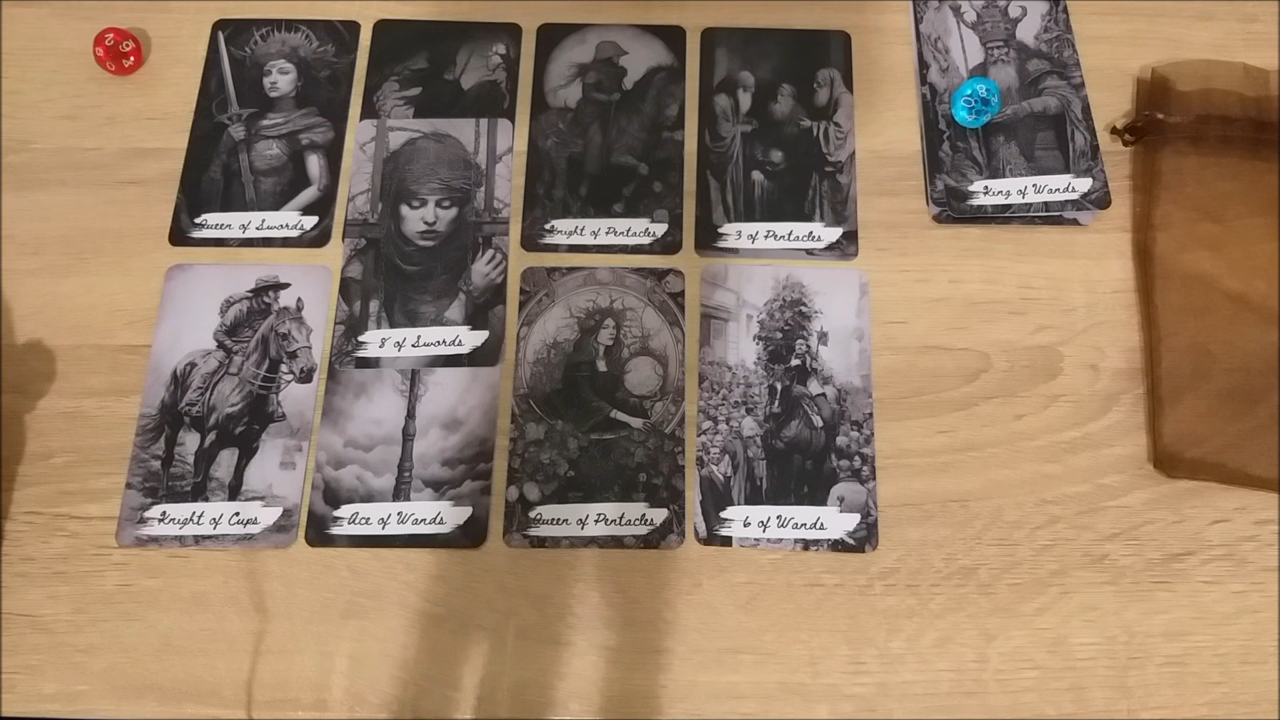 Queen of Swords
Knight of Pentacles
3 of Pentacles
King of Wands
8 of Swords
Knight of Cups
Ace of Wands
Queen of Pentacles
6 of Wands